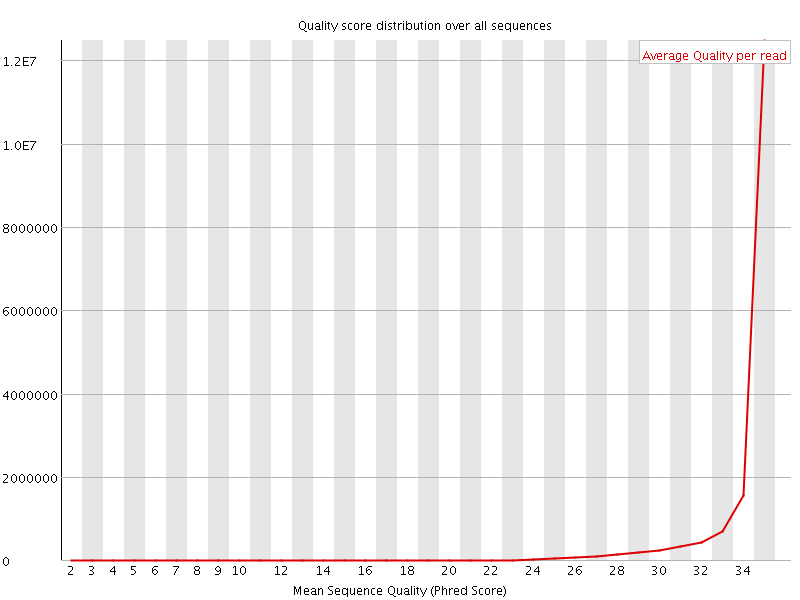 Quality score distribution over all sequences
Average Quality per read
1.2E7
1.0E7
8000000
6000000
4000000
2000000
0
2 3 4 5 6 7 8 9 10 12 14 16 18 20 22 24 26 28 30 32 34
Mean Sequence Quality (Phred Score)